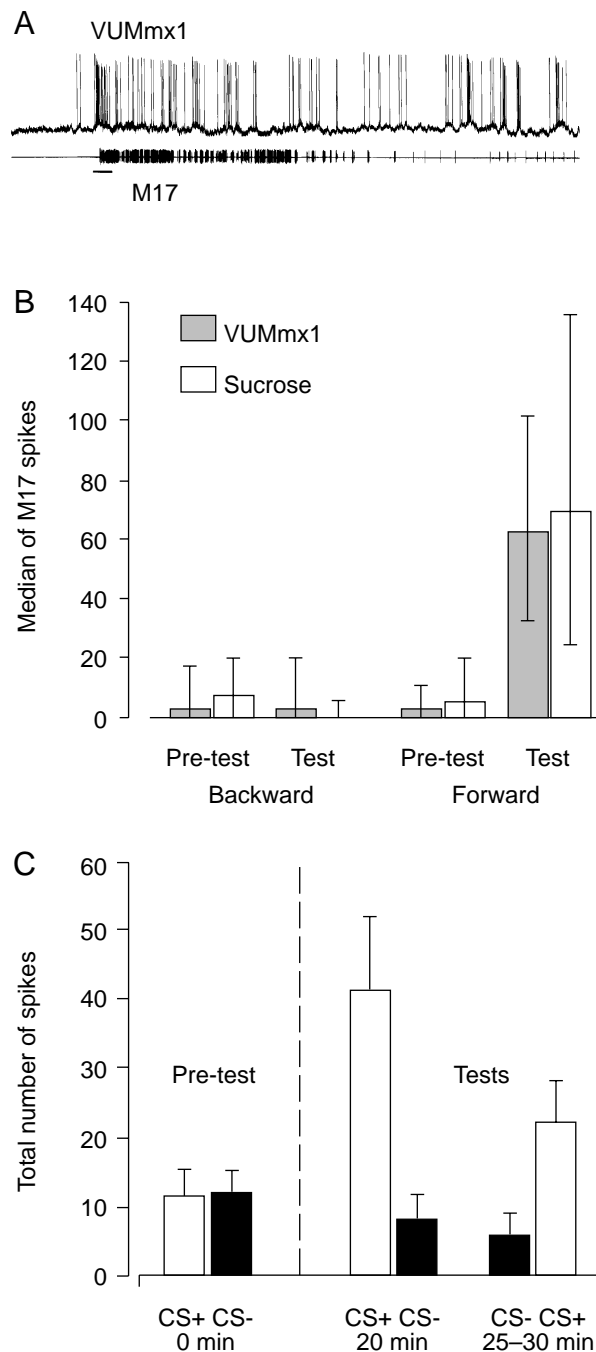 A
VUMmx1
M17
B
140
120
100
80
60
40
20
0
Median of M17 spikes
VUMmx1
Sucrose
Pre-test Test Pre-test Test
Backward Forward
C
60
50
40
30
20
10
0
Total number of spikes
Pre-test Tests
CS+ CS- CS+ CS- CS- CS+
0 min 20 min 25–30 min